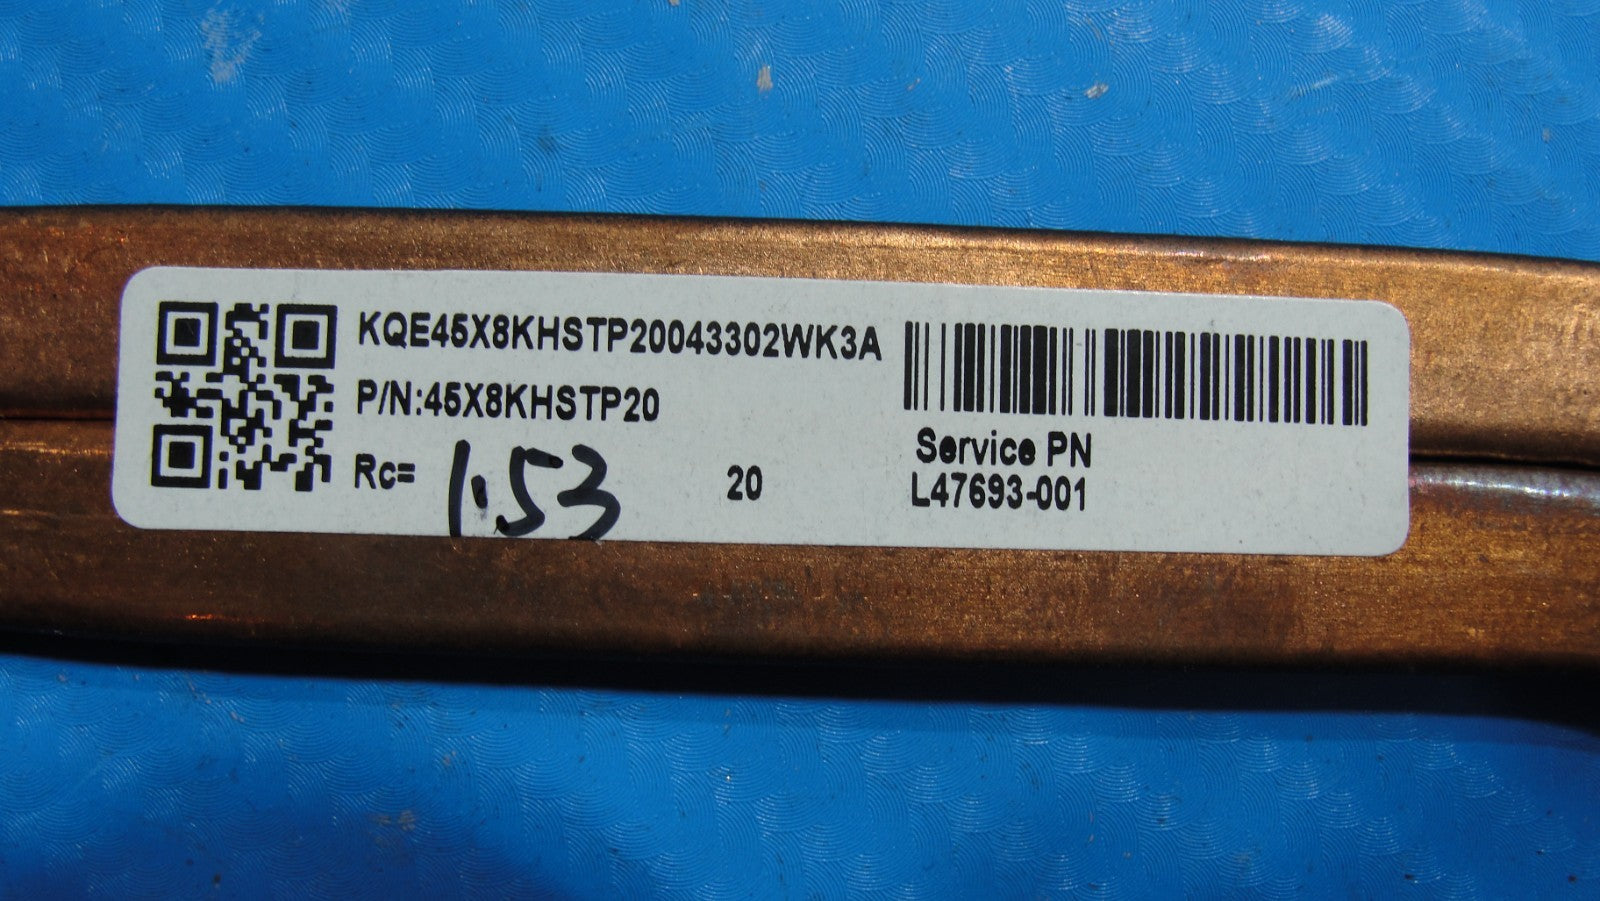 KQE45X8KHSTP20043302WK3A
P/N:45X8KHSTP20
Rc= 1.53
20
Service PN
L47693-001